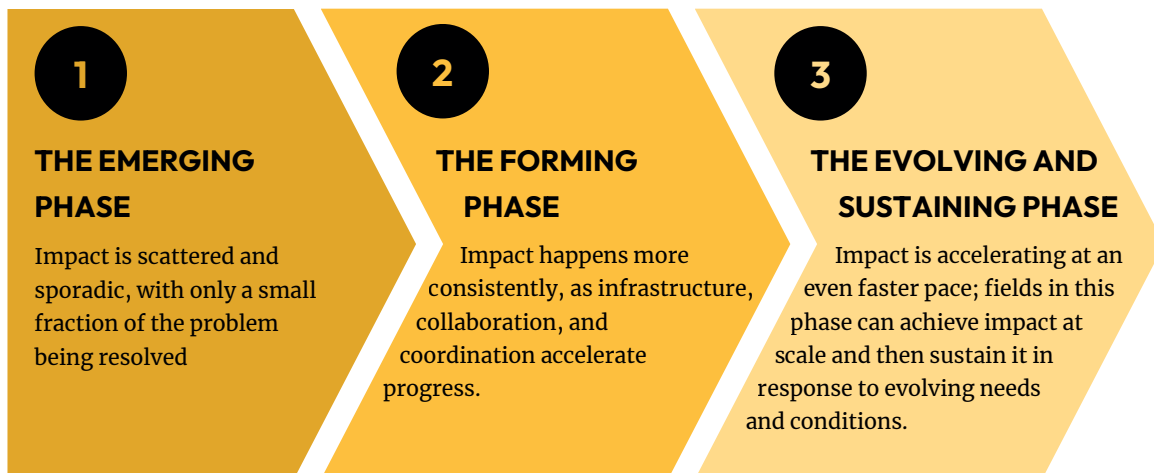 1
THE EMERGING
PHASE
Impact is scattered and
sporadic, with only a small
fraction of the problem
being resolved
2
THE FORMING
PHASE
Impact happens more
consistently, as infrastructure,
collaboration, and
coordination accelerate
progress.
3
THE EVOLVING AND
SUSTAINING PHASE
Impact is accelerating at an
even faster pace; fields in this
phase can achieve impact at
scale and then sustain it in
response to evolving needs
and conditions.